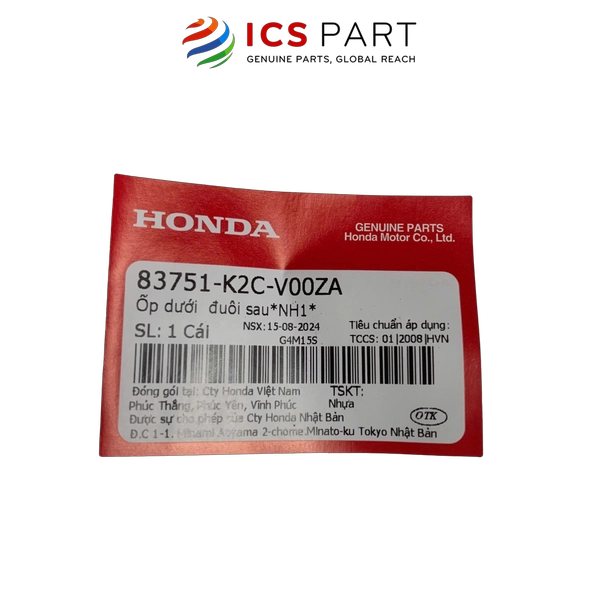 ICS PART
GENUINE PARTS, GLOBAL REACH
HONDA
GENUINE PARTS
Honda Motor Co., Ltd.
83751-K2C-V00ZA
Ốp dưới đuôi sau*NH1*
SL: 1 Cái
NSX: 15-08-2024
Tiêu chuẩn áp dụng:
G4M15S
TCCS: 01|2008|HVN
Đóng gói tại: Cty Honda Việt Nam
TSKT:
Phúc Thắng, Phúc Yên, Vĩnh Phúc
Nhựa
Được sự cho phép của Cty Honda Nhật Bản
OTK
Đ.C 1-1. Minami Aoyama 2-chome.Minato-ku Tokyo Nhật Bản